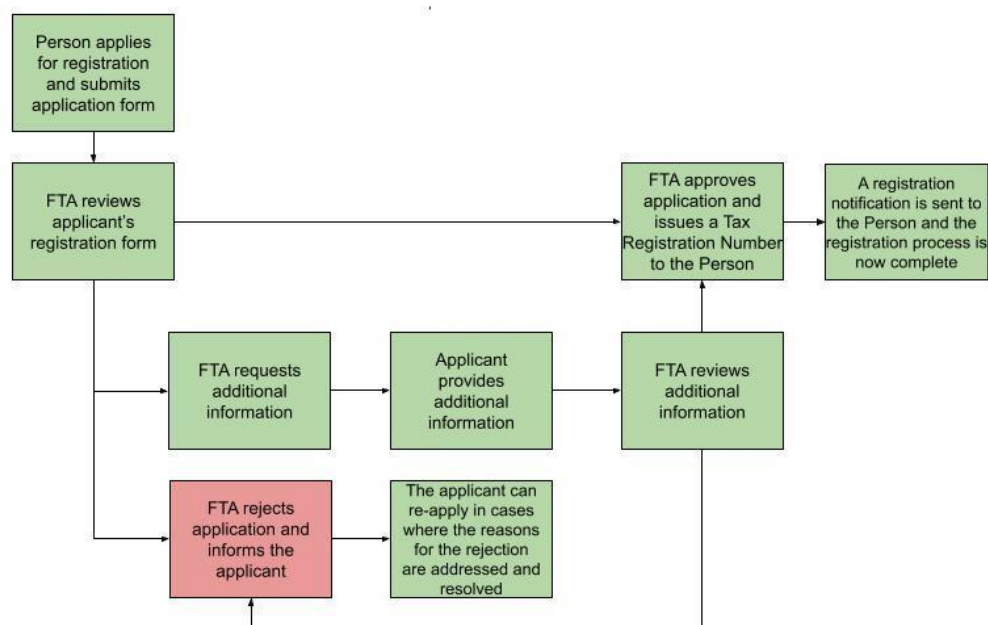 Person applies
for registration
and submits
application form
FTA reviews
applicant’s
registration form
FTA approves
application and
issues a Tax
Registration Number
to the Person
A registration
notification is sent to
the Person and the
registration process is
now complete
FTA requests
additional
information
Applicant
provides
additional
information
FTA reviews
additional
information
FTA rejects
application and
informs the
applicant
The applicant can
re-apply in cases
where the reasons
for the rejection
are addressed and
resolved